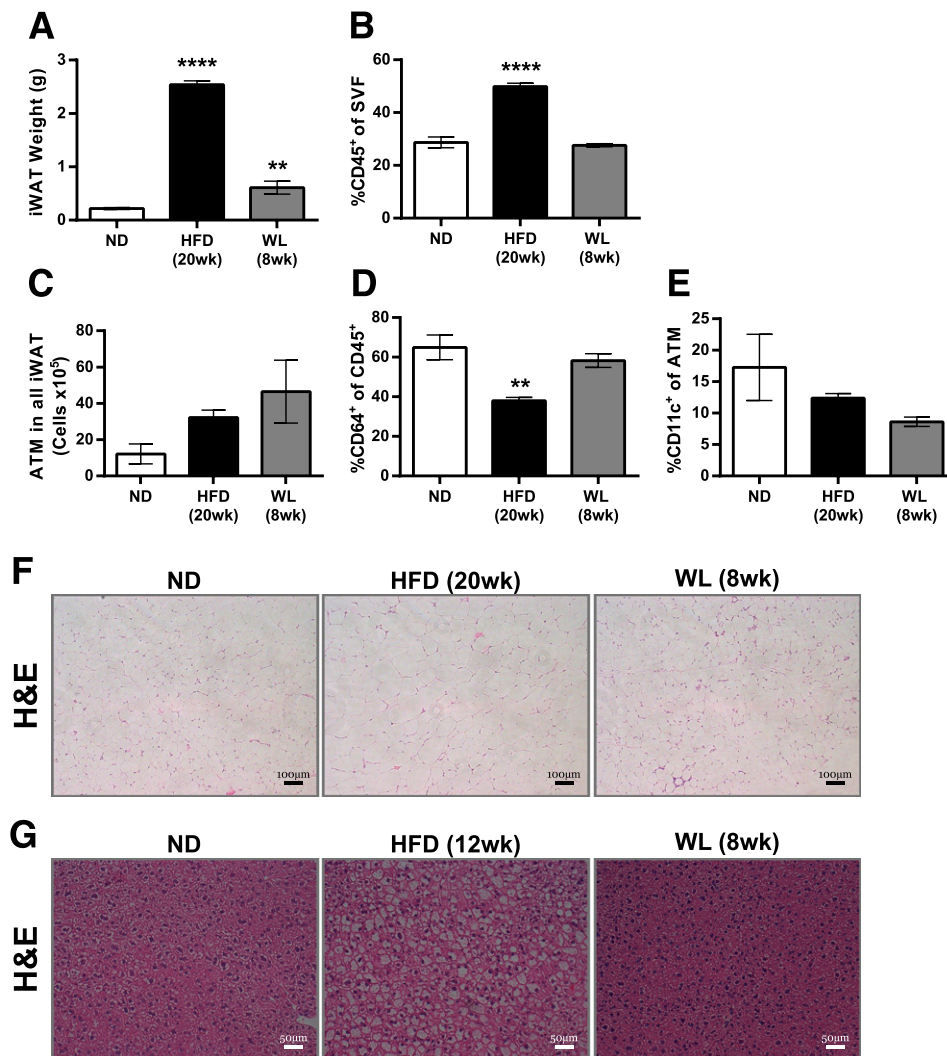 A
iWAT Weight (g)
3
2
1
0
****
**
ND
HFD
(20wk)
WL
(8wk)
B
%CD45⁺ of SVF
60
40
20
0
****
ND
HFD
(20wk)
WL
(8wk)
C
ATM in all iWAT
(Cells x10⁵)
80
60
40
20
0
ND
HFD
(20wk)
WL
(8wk)
D
%CD64⁺ of CD45⁺
80
60
40
20
0
**
ND
HFD
(20wk)
WL
(8wk)
E
%CD11c⁺ of ATM
25
20
15
10
5
0
ND
HFD
(20wk)
WL
(8wk)
F
ND
HFD (20wk)
WL (8wk)
H&E
100µm
100µm
100µm
G
ND
HFD (12wk)
WL (8wk)
H&E
50µm
50µm
50µm